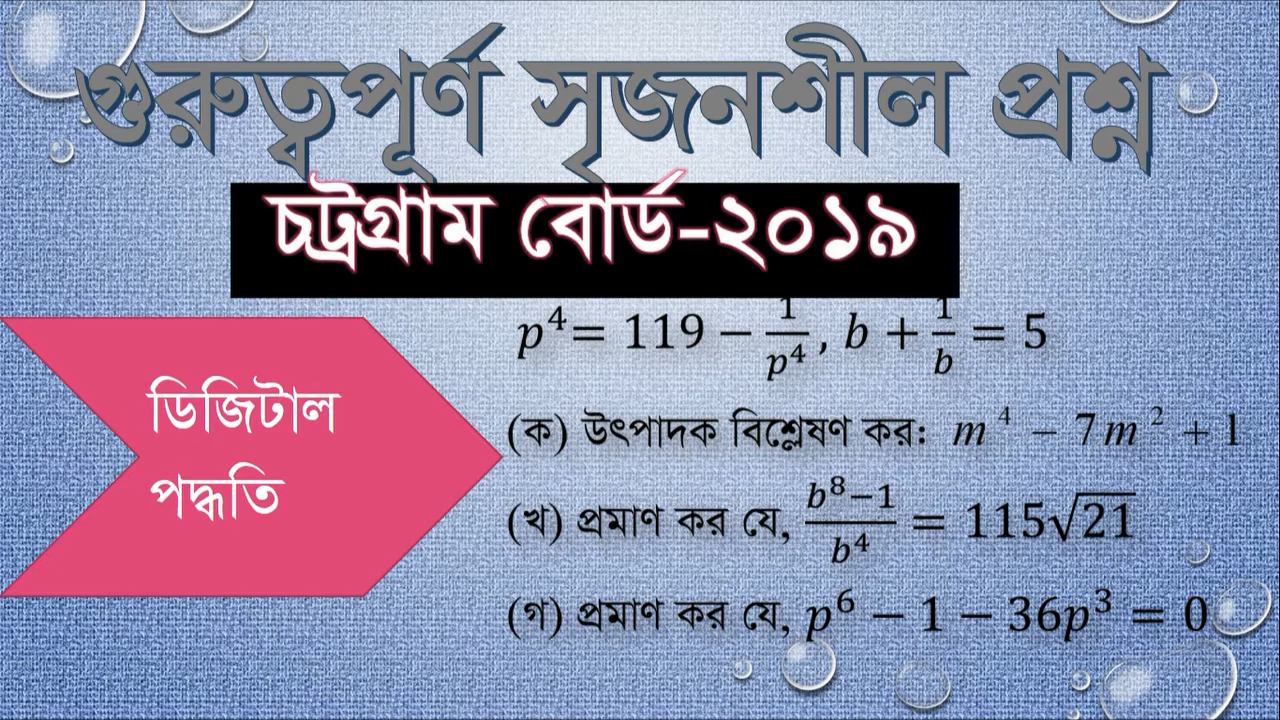 গুরুত্বপূর্ণ সৃজনশীল প্রশ্ন
চট্রগ্রাম বোর্ড-২০১৯
p⁴= 119 − 1/p⁴ , b + 1/b = 5
ডিজিটাল
পদ্ধতি
(ক) উৎপাদক বিশ্লেষণ কর: m⁴ − 7m² + 1
(খ) প্রমাণ কর যে, (b⁸−1)/b⁴ = 115√21
(গ) প্রমাণ কর যে, p⁶ − 1 − 36p³ = 0